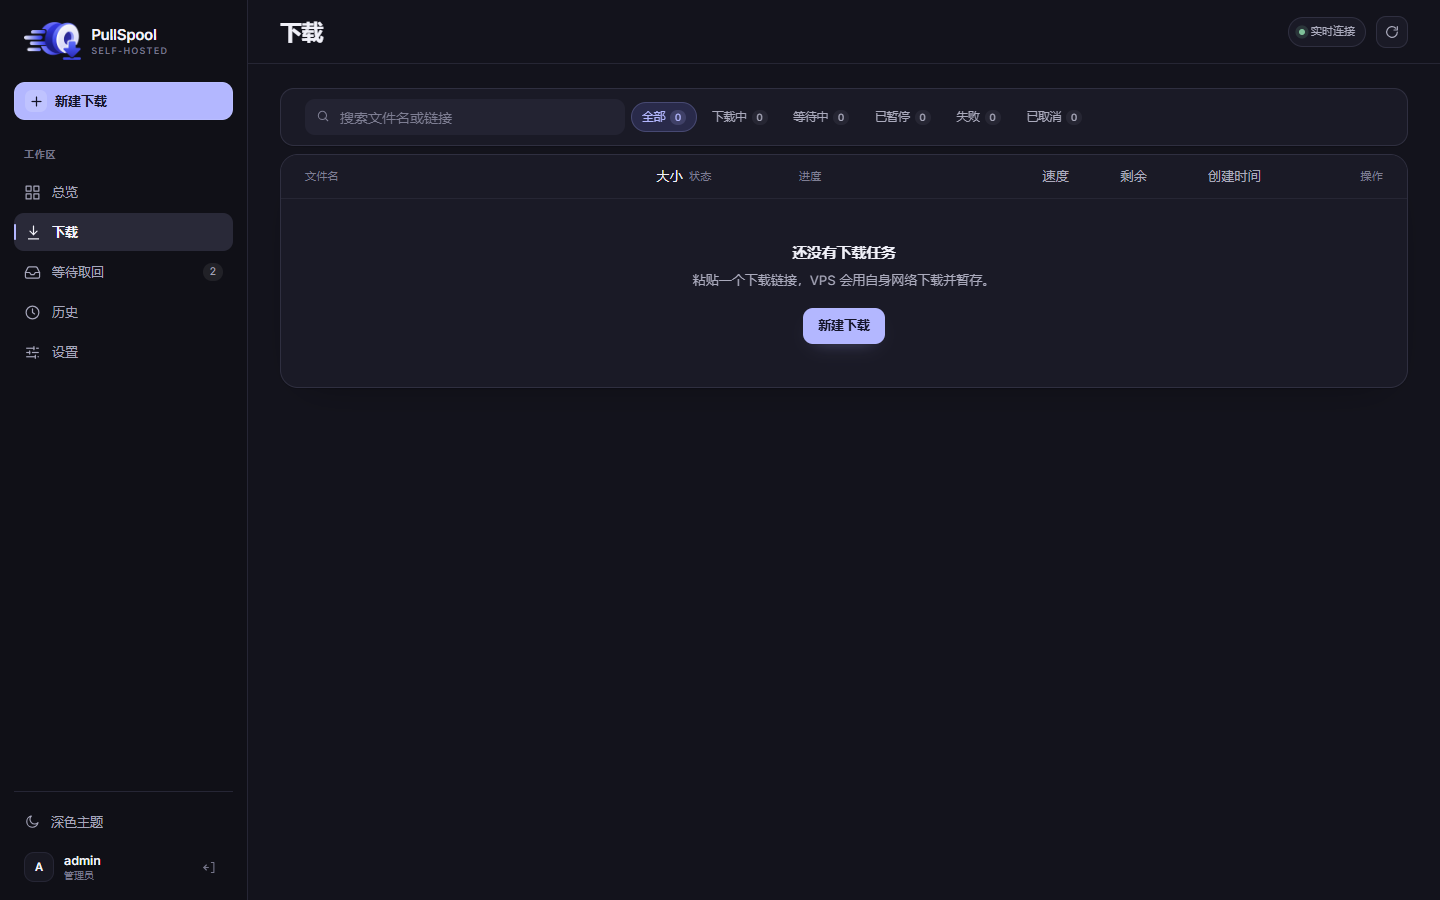 PullSpool
SELF-HOSTED
新建下载
工作区
总览
下载
等待取回 2
历史
设置
深色主题
A
admin
管理员
下载
实时连接
搜索文件名或链接
全部 0 下载中 0 等待中 0 已暂停 0 失败 0 已取消 0
文件名 大小 状态 进度 速度 剩余 创建时间 操作
还没有下载任务
粘贴一个下载链接，VPS 会用自身网络下载并暂存。
新建下载